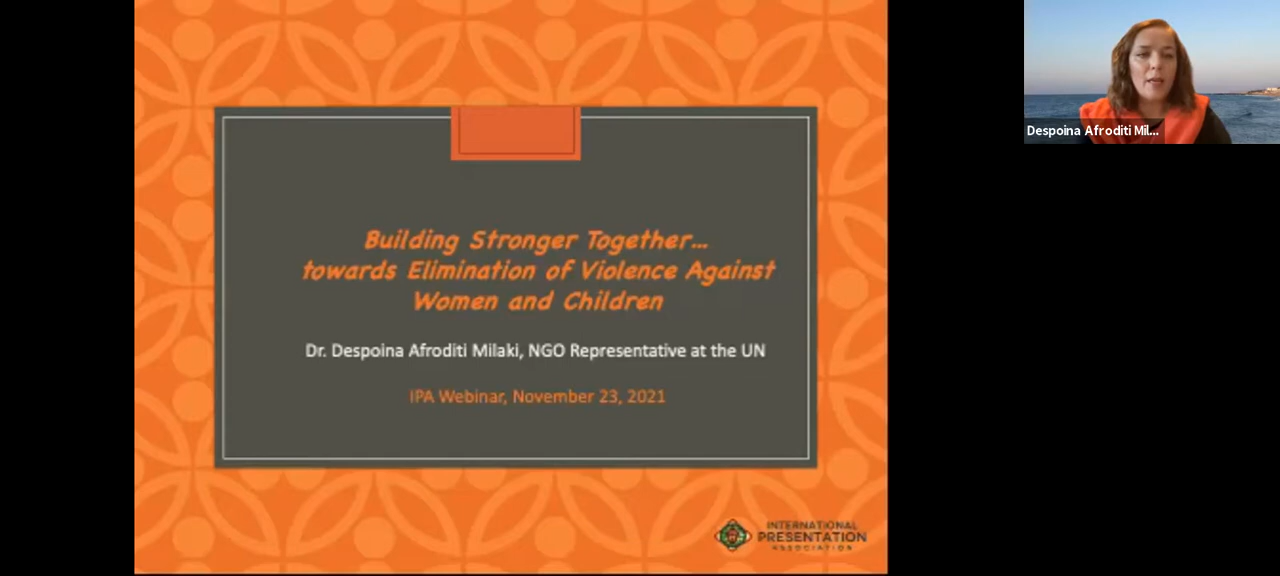 Building Stronger Together...
towards Elimination of Violence Against
Women and Children
Dr. Despoina Afroditi Milaki, NGO Representative at the UN
IPA Webinar, November 23, 2021
INTERNATIONAL
PRESENTATION
ASSOCIATION
Despoina Afroditi Mil...